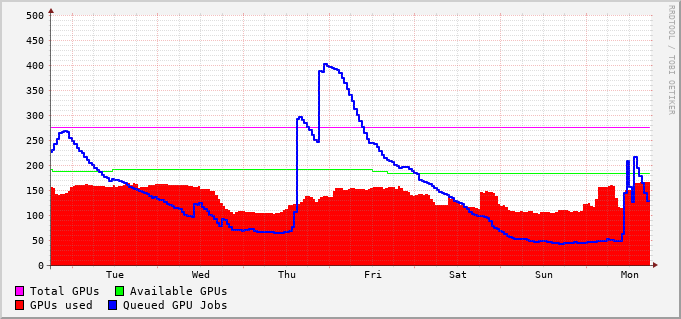 500
450
400
350
300
250
200
150
100
50
0
Tue Wed Thu Fri Sat Sun Mon
Total GPUs Available GPUs
GPUs used Queued GPU Jobs
RRDTOOL / TOBI OETIKER